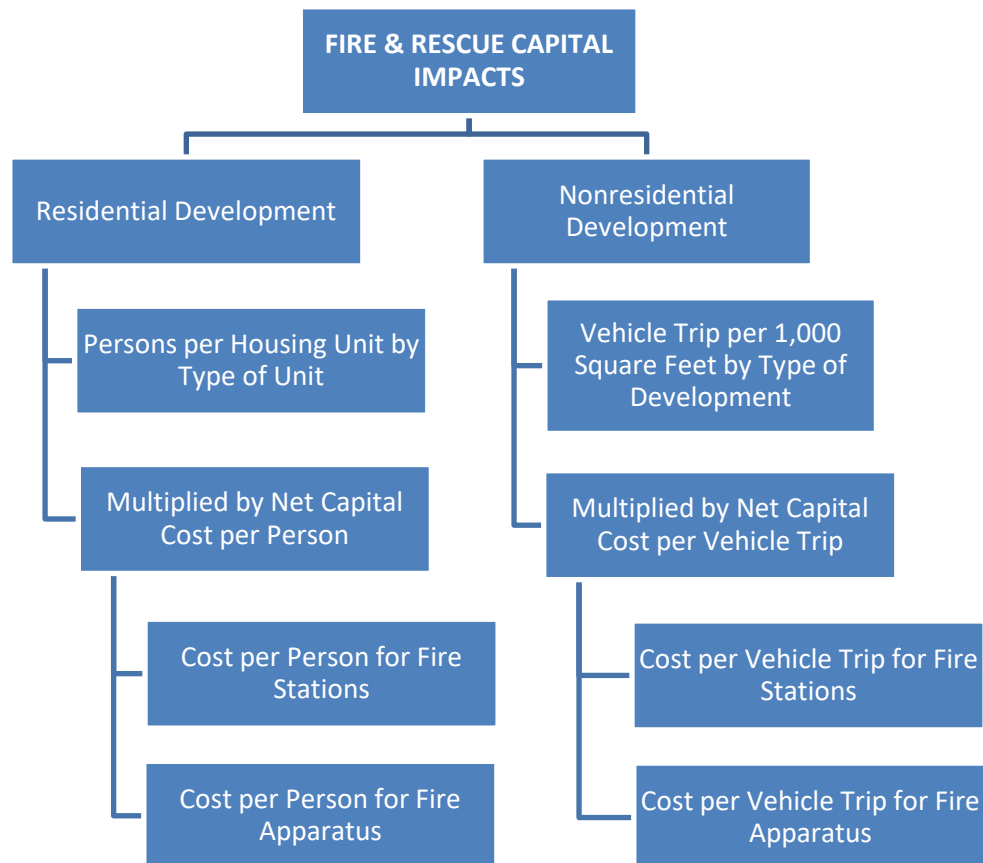 FIRE & RESCUE CAPITAL
IMPACTS
Residential Development
Nonresidential
Development
Persons per Housing Unit by
Type of Unit
Vehicle Trip per 1,000
Square Feet by Type of
Development
Multiplied by Net Capital
Cost per Person
Multiplied by Net Capital
Cost per Vehicle Trip
Cost per Person for Fire
Stations
Cost per Vehicle Trip for Fire
Stations
Cost per Person for Fire
Apparatus
Cost per Vehicle Trip for Fire
Apparatus